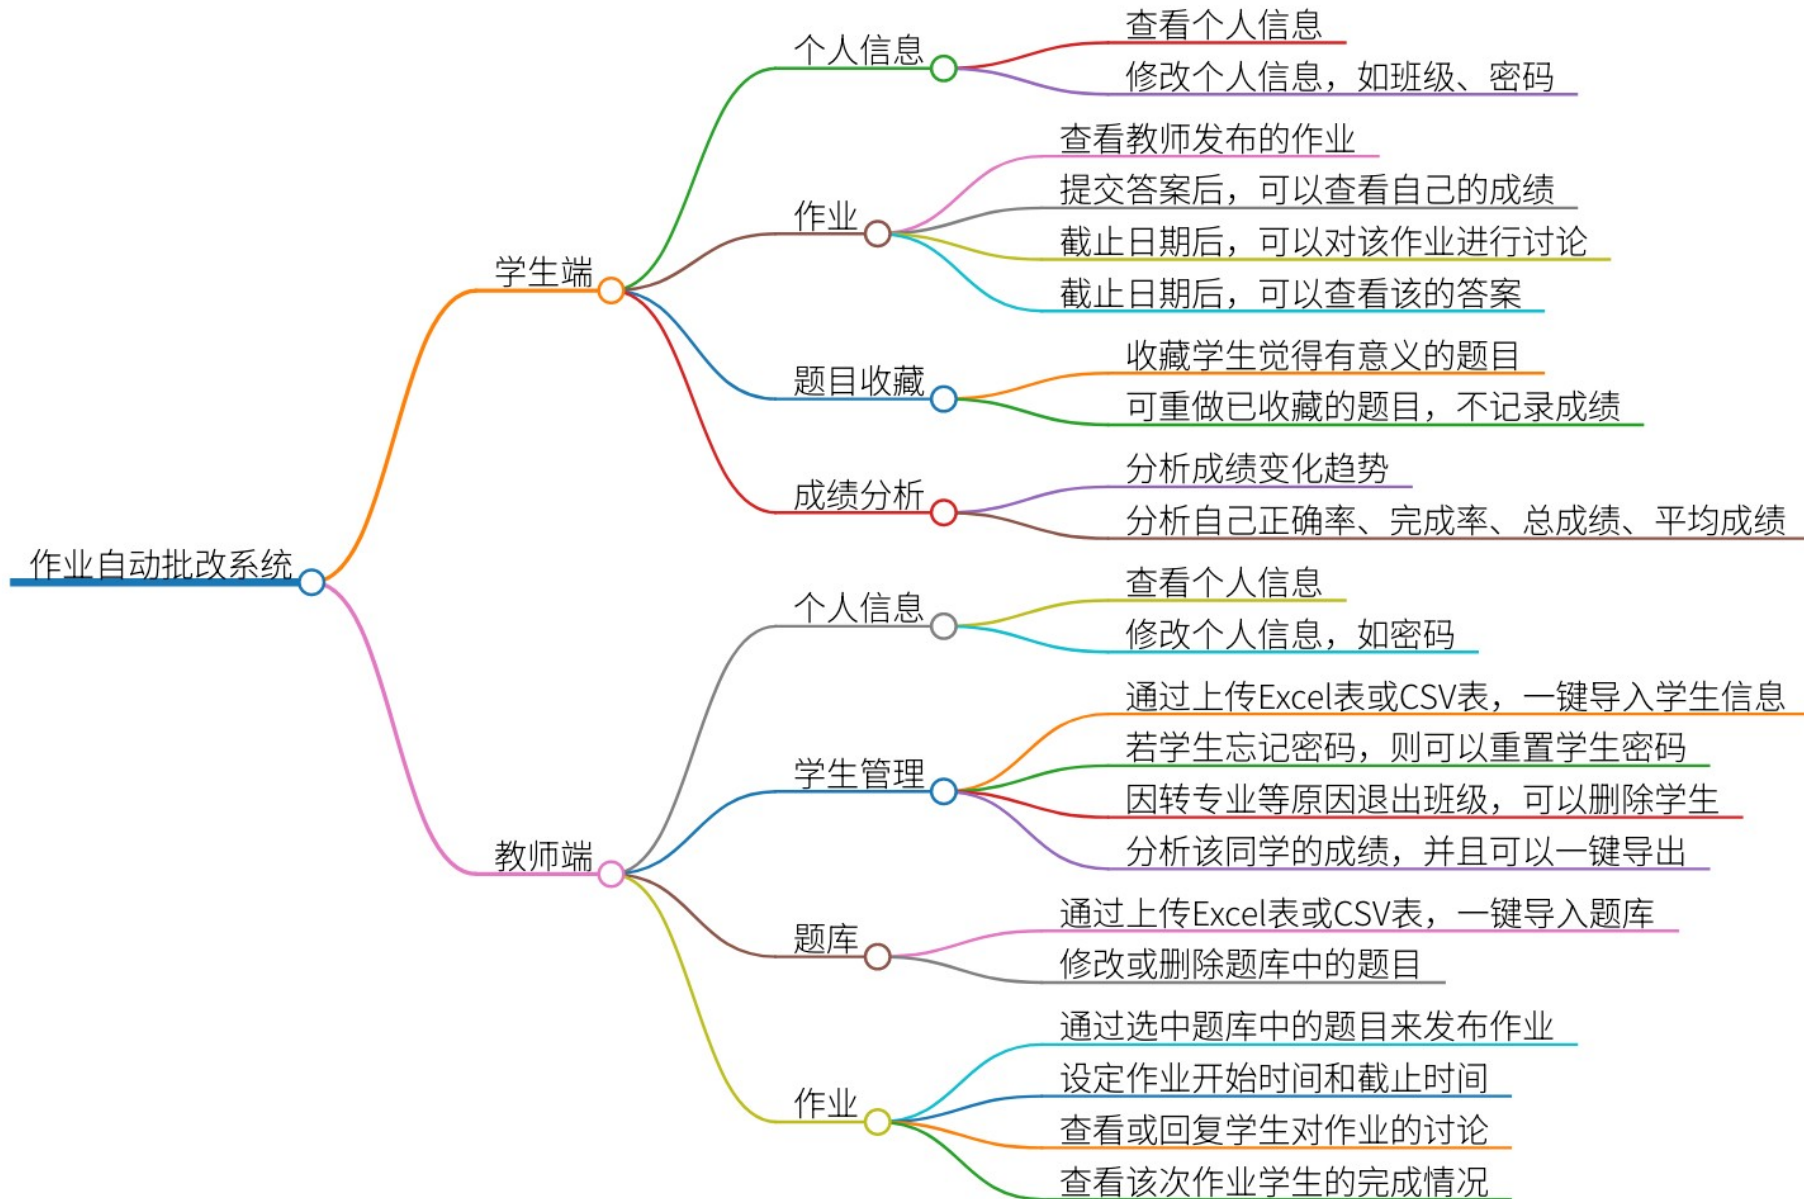 作业自动批改系统
学生端
个人信息
查看个人信息
修改个人信息，如班级、密码
作业
查看教师发布的作业
提交答案后，可以查看自己的成绩
截止日期后，可以对该作业进行讨论
截止日期后，可以查看该的答案
题目收藏
收藏学生觉得有意义的题目
可重做已收藏的题目，不记录成绩
成绩分析
分析成绩变化趋势
分析自己正确率、完成率、总成绩、平均成绩
教师端
个人信息
查看个人信息
修改个人信息，如密码
学生管理
通过上传Excel表或CSV表，一键导入学生信息
若学生忘记密码，则可以重置学生密码
因转专业等原因退出班级，可以删除学生
分析该同学的成绩，并且可以一键导出
题库
通过上传Excel表或CSV表，一键导入题库
修改或删除题库中的题目
作业
通过选中题库中的题目来发布作业
设定作业开始时间和截止时间
查看或回复学生对作业的讨论
查看该次作业学生的完成情况